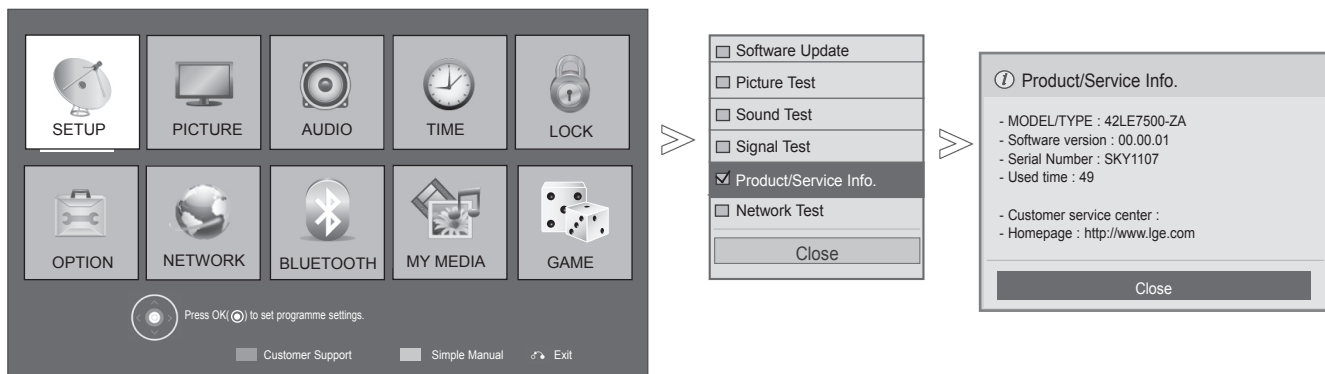 SETUP
PICTURE
AUDIO
TIME
LOCK
OPTION
NETWORK
BLUETOOTH
MY MEDIA
GAME
Press OK(◉) to set programme settings.
Customer Support
Simple Manual
Exit
Software Update
Picture Test
Sound Test
Signal Test
Product/Service Info.
Network Test
Close
i Product/Service Info.
- MODEL/TYPE : 42LE7500-ZA
- Software version : 00.00.01
- Serial Number : SKY1107
- Used time : 49
- Customer service center :
- Homepage : http://www.lge.com
Close